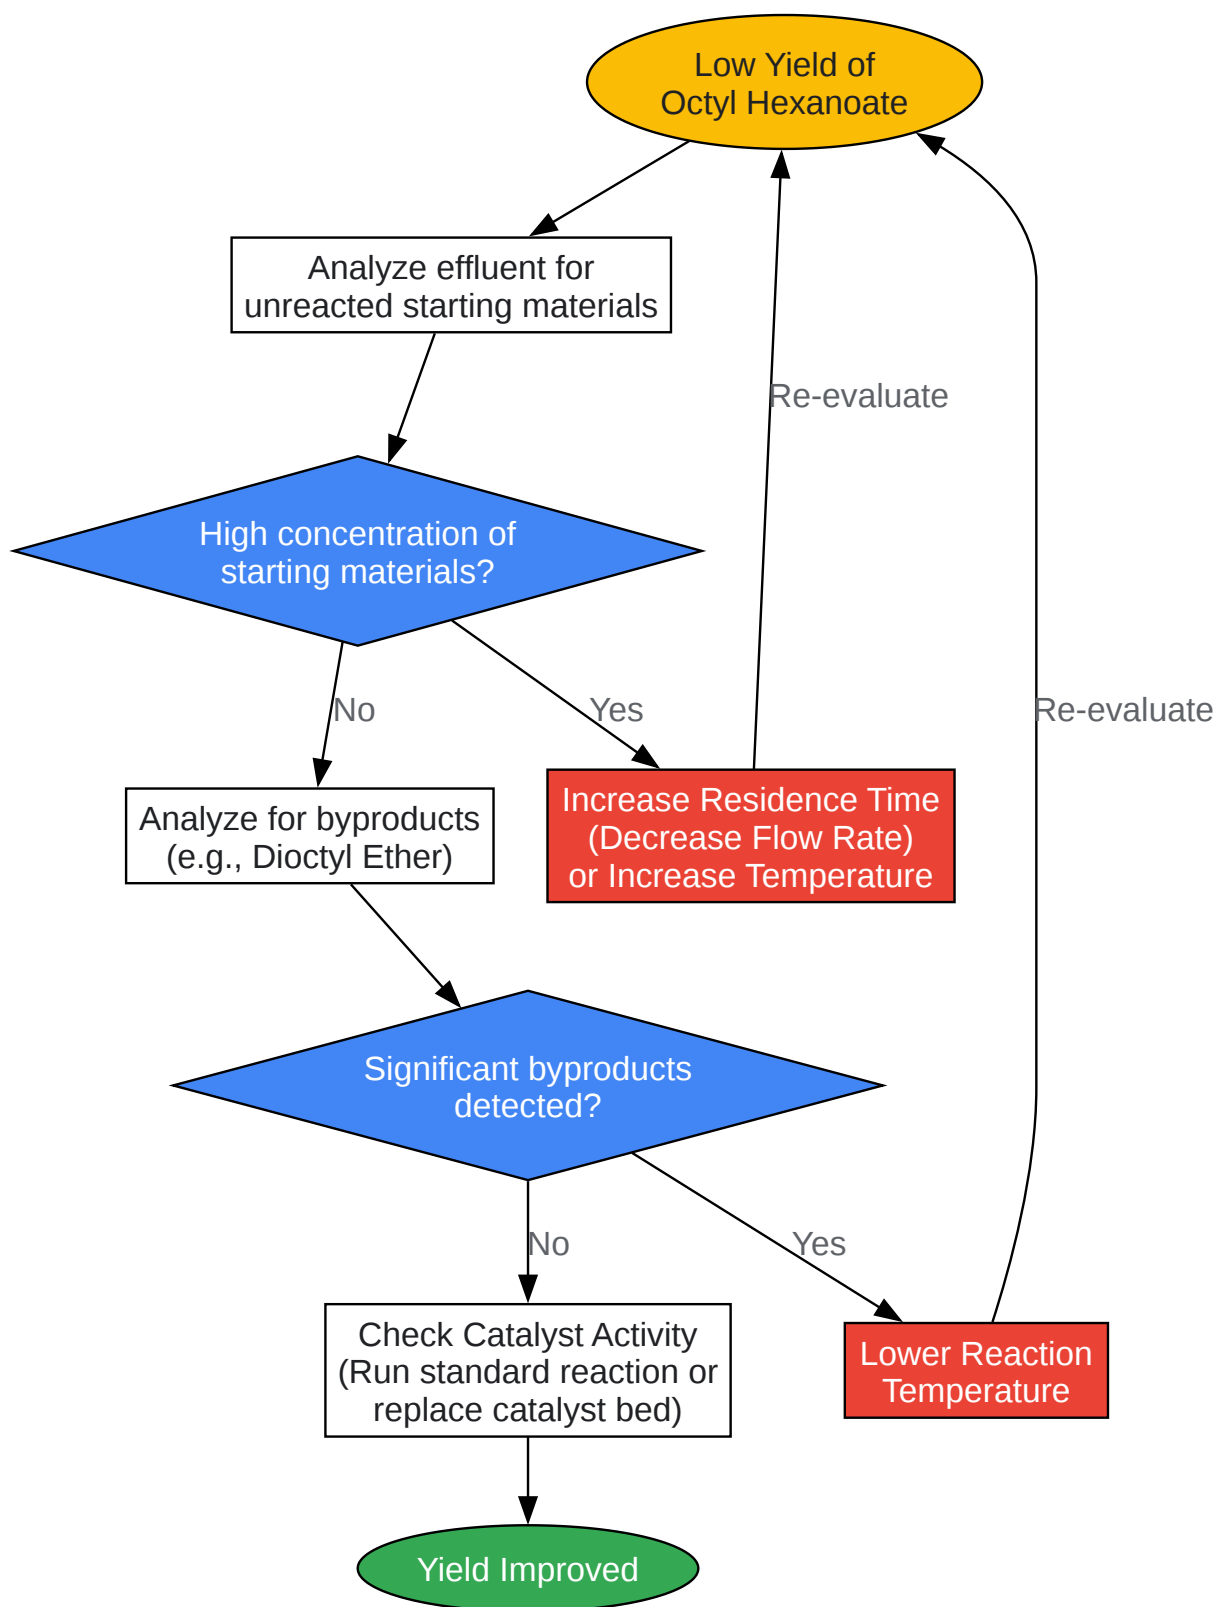 Low Yield of
Octyl Hexanoate
Analyze effluent for
unreacted starting materials
Re-evaluate
High concentration of
starting materials?
No
Yes
Re-evaluate
Analyze for byproducts
(e.g., Dioctyl Ether)
Increase Residence Time
(Decrease Flow Rate)
or Increase Temperature
Significant byproducts
detected?
No
Yes
Check Catalyst Activity
(Run standard reaction or
replace catalyst bed)
Lower Reaction
Temperature
Yield Improved